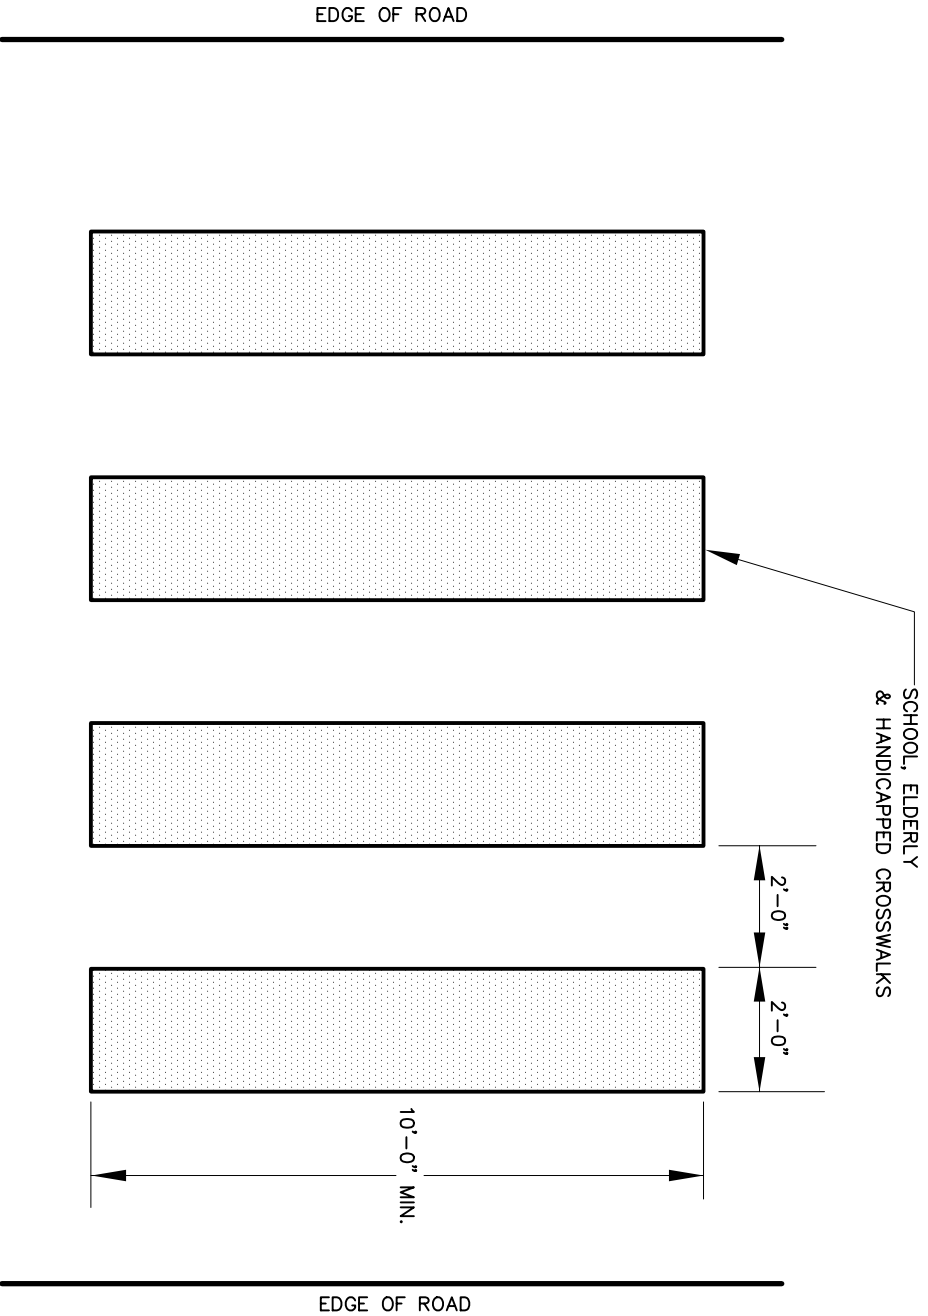 EDGE OF ROAD
SCHOOL, ELDERLY
& HANDICAPPED CROSSWALKS
2'-0"
2'-0"
10'-0" MIN.
EDGE OF ROAD